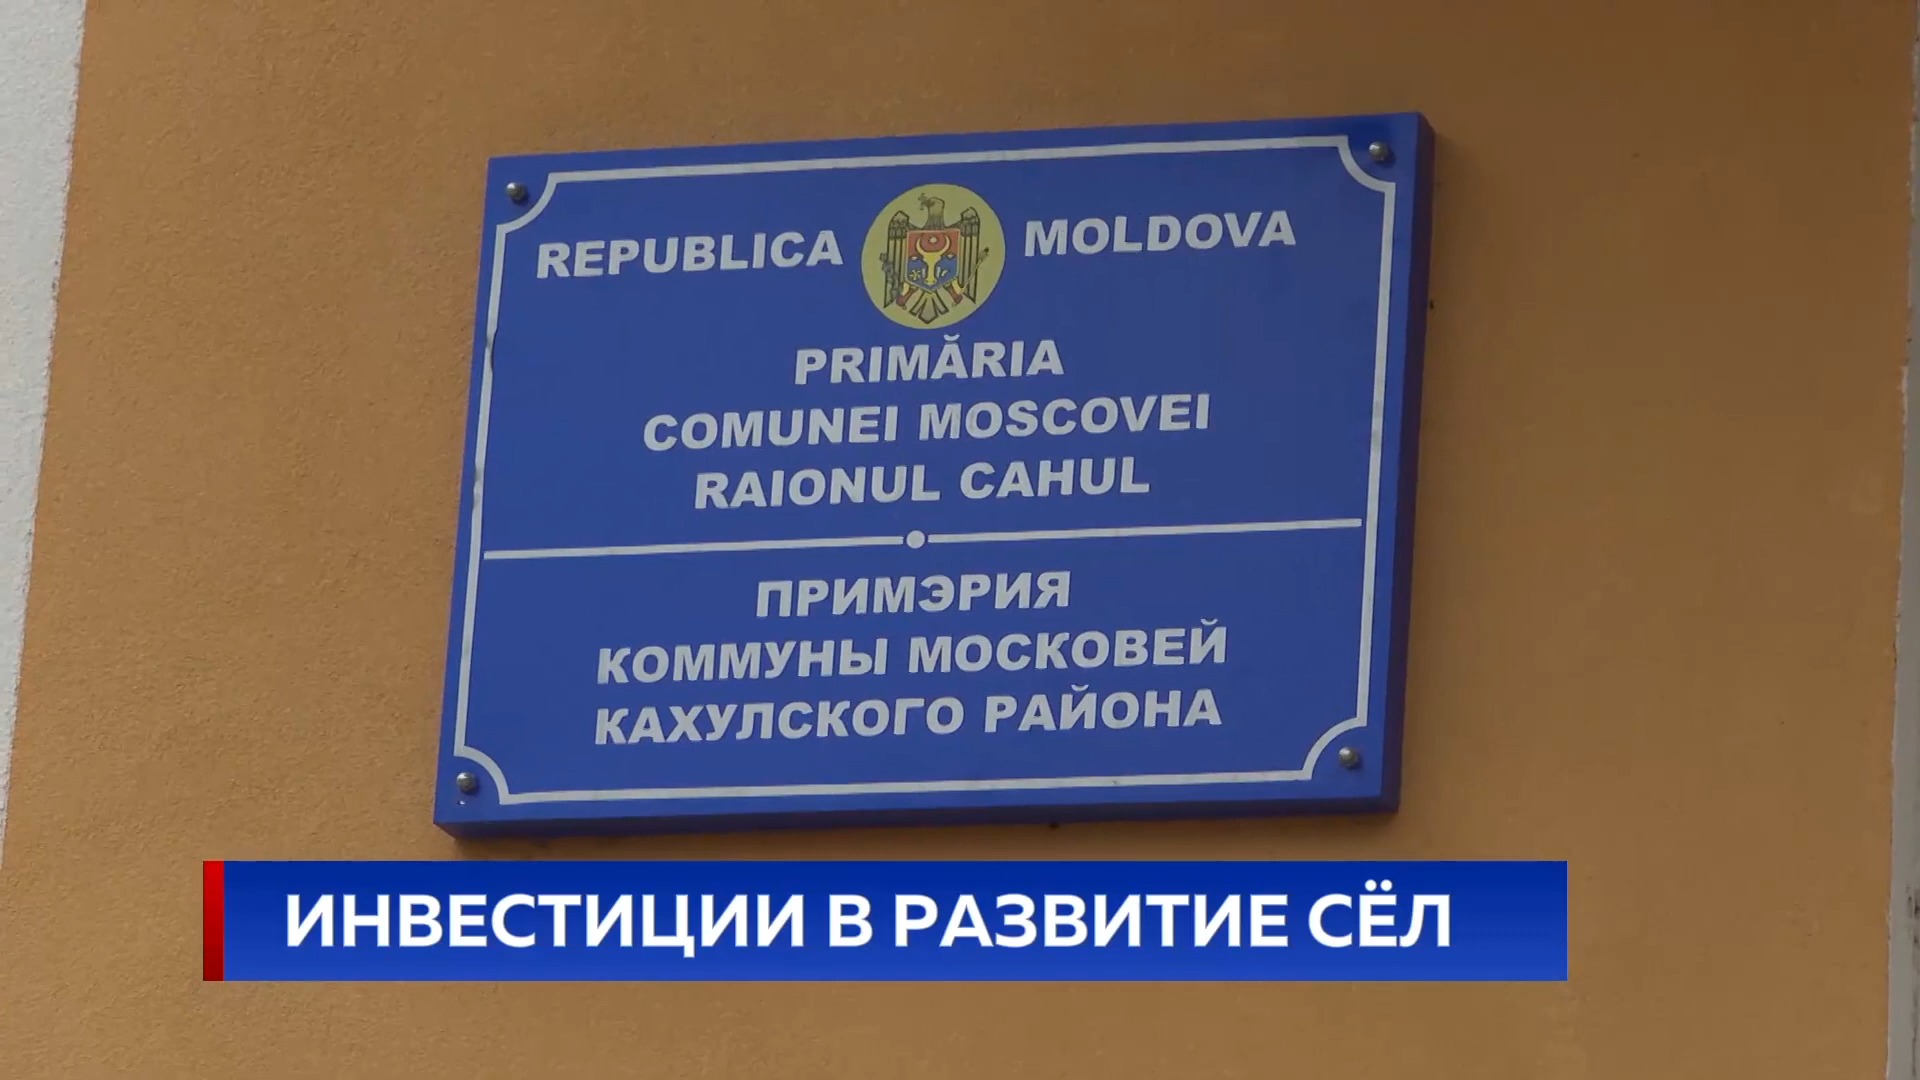 REPUBLICA MOLDOVA
PRIMĂRIA
COMUNEI MOSCOVEI
RAIONUL CAHUL
ПРИМЭРИЯ
КОММУНЫ МОСКОВЕЙ
КАХУЛСКОГО РАЙОНА
ИНВЕСТИЦИИ В РАЗВИТИЕ СЁЛ